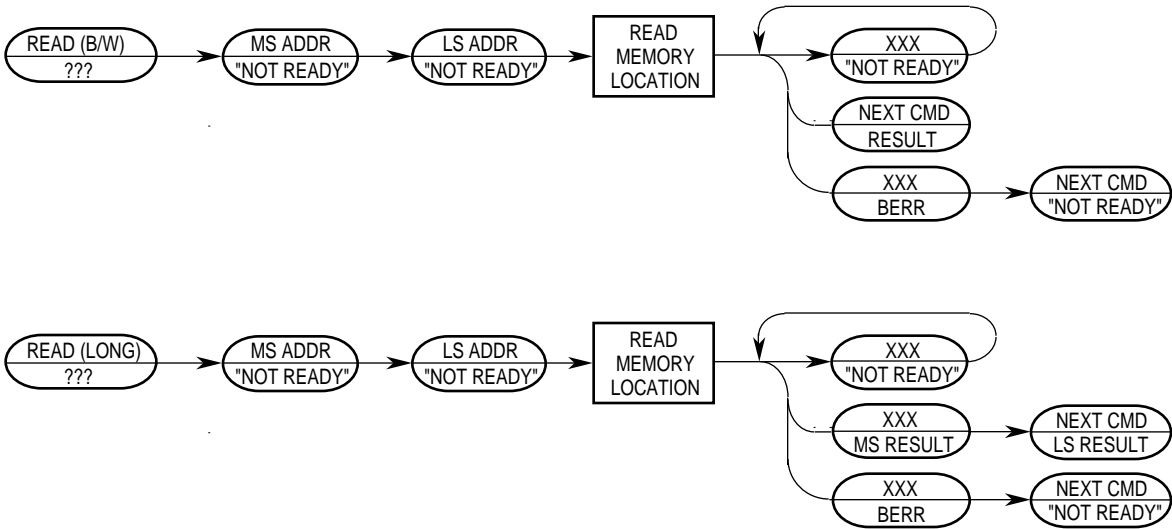 READ (B/W)
???
MS ADDR
"NOT READY"
LS ADDR
"NOT READY"
READ
MEMORY
LOCATION
XXX
"NOT READY"
NEXT CMD
RESULT
XXX
BERR
NEXT CMD
"NOT READY"
READ (LONG)
???
MS ADDR
"NOT READY"
LS ADDR
"NOT READY"
READ
MEMORY
LOCATION
XXX
"NOT READY"
XXX
MS RESULT
NEXT CMD
LS RESULT
XXX
BERR
NEXT CMD
"NOT READY"